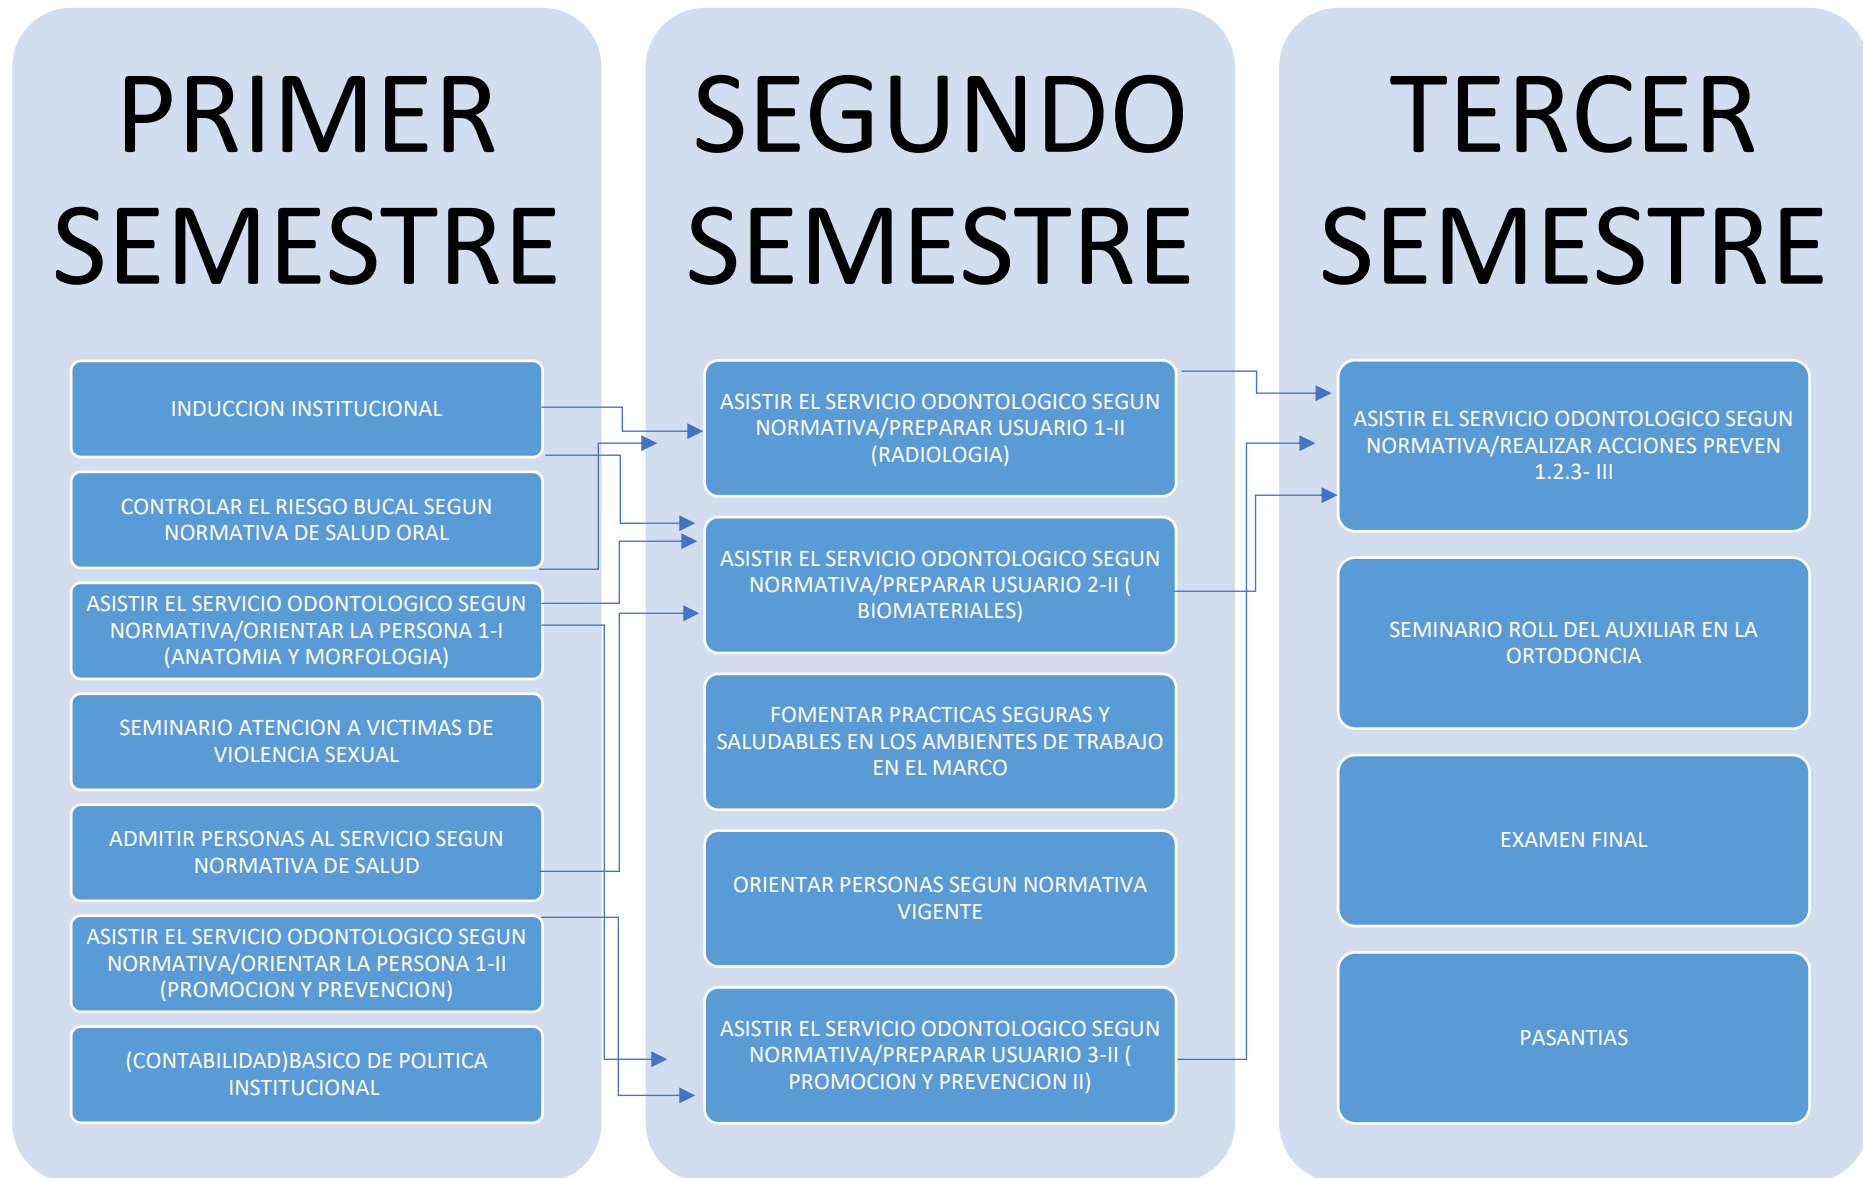 PRIMER
SEMESTRE
INDUCCION INSTITUCIONAL
CONTROLAR EL RIESGO BUCAL SEGUN
NORMATIVA DE SALUD ORAL
ASISTIR EL SERVICIO ODONTOLOGICO SEGUN
NORMATIVA/ORIENTAR LA PERSONA 1-I
(ANATOMIA Y MORFOLOGIA)
SEMINARIO ATENCION A VICTIMAS DE
VIOLENCIA SEXUAL
ADMITIR PERSONAS AL SERVICIO SEGUN
NORMATIVA DE SALUD
ASISTIR EL SERVICIO ODONTOLOGICO SEGUN
NORMATIVA/ORIENTAR LA PERSONA 1-II
(PROMOCION Y PREVENCION)
(CONTABILIDAD)BASICO DE POLITICA
INSTITUCIONAL
SEGUNDO
SEMESTRE
ASISTIR EL SERVICIO ODONTOLOGICO SEGUN
NORMATIVA/PREPARAR USUARIO 1-II
(RADIOLOGIA)
ASISTIR EL SERVICIO ODONTOLOGICO SEGUN
NORMATIVA/PREPARAR USUARIO 2-II (
BIOMATERIALES)
FOMENTAR PRACTICAS SEGURAS Y
SALUDABLES EN LOS AMBIENTES DE TRABAJO
EN EL MARCO
ORIENTAR PERSONAS SEGUN NORMATIVA
VIGENTE
ASISTIR EL SERVICIO ODONTOLOGICO SEGUN
NORMATIVA/PREPARAR USUARIO 3-II (
PROMOCION Y PREVENCION II)
TERCER
SEMESTRE
ASISTIR EL SERVICIO ODONTOLOGICO SEGUN
NORMATIVA/REALIZAR ACCIONES PREVEN
1.2.3- III
SEMINARIO ROLL DEL AUXILIAR EN LA
ORTODONCIA
EXAMEN FINAL
PASANTIAS